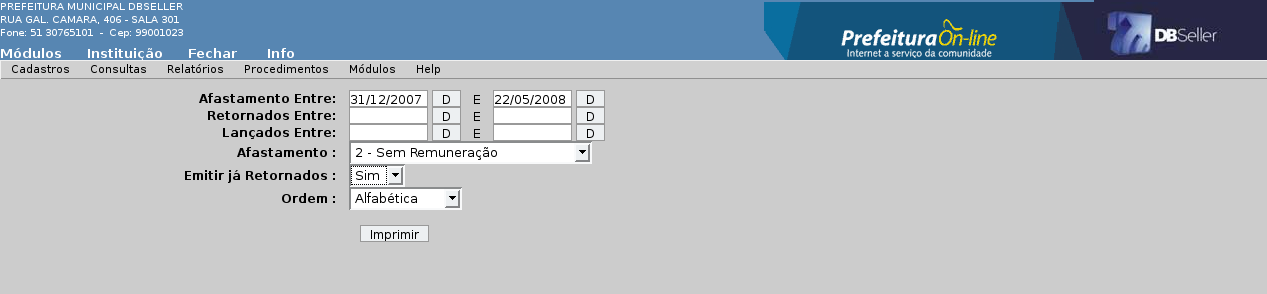 PREFEITURA MUNICIPAL DBSELLER
RUA GAL. CAMARA, 406 - SALA 301
Fone: 51 30765101 - Cep: 99001023
Módulos Instituição Fechar Info
PrefeituraOn-line
Internet a serviço da comunidade
DBSeller
Cadastros Consultas Relatórios Procedimentos Módulos Help
Afastamento Entre: 31/12/2007 D E 22/05/2008 D
Retornados Entre: D E D
Lançados Entre: D E D
Afastamento : 2 - Sem Remuneração
Emitir já Retornados : Sim
Ordem : Alfabética
Imprimir